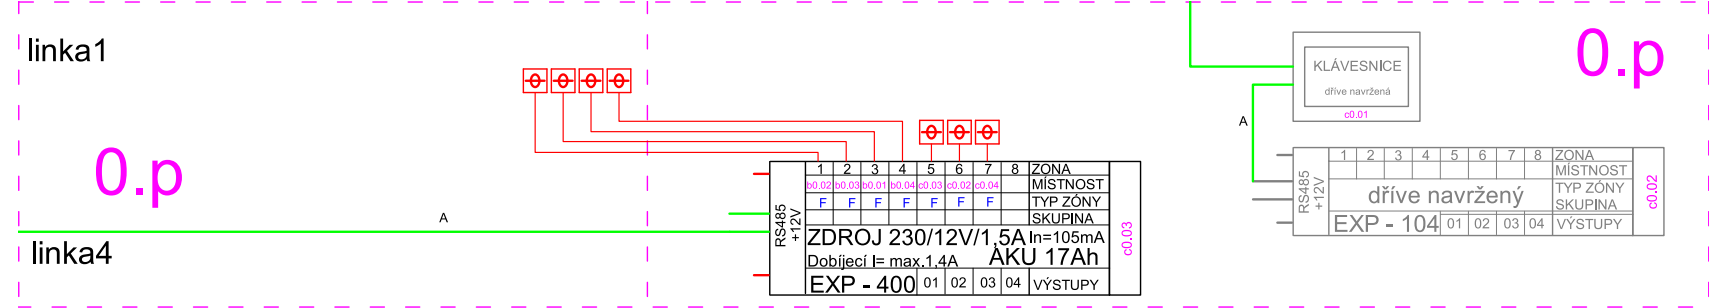 linka1
0.p
A
linka4
1 2 3 4 5 6 7 8 ZONA
b0.02 b0.03 b0.01 b0.04 c0.03 c0.02 c0.04 MÍSTNOST
F F F F F F F TYP ZÓNY
SKUPINA
RS485
+12V
ZDROJ 230/12V/1,5A In=105mA
Dobíjecí I= max.1,4A AKU 17Ah
EXP - 400 01 02 03 04 VÝSTUPY
c0.03
KLÁVESNICE
dříve navržená
c0.01
A
0.p
1 2 3 4 5 6 7 8 ZONA
MÍSTNOST
TYP ZÓNY
dříve navržený
SKUPINA
RS485
+12V
EXP - 104 01 02 03 04 VÝSTUPY
c0.02